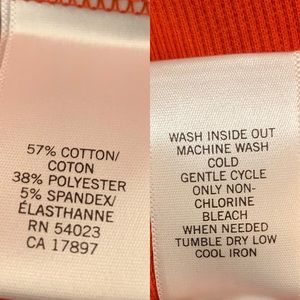 57% COTTON/
COTON
38% POLYESTER
5% SPANDEX/
ÉLASTHANNE
RN 54023
CA 17897
WASH INSIDE OUT
MACHINE WASH
COLD
GENTLE CYCLE
ONLY NON-
CHLORINE
BLEACH
WHEN NEEDED
TUMBLE DRY LOW
COOL IRON